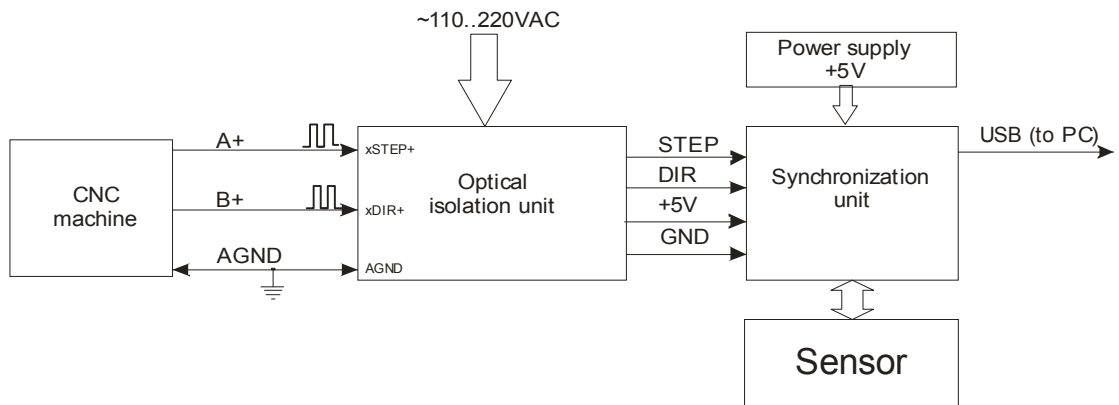 ~110..220VAC
Power supply
+5V
CNC
machine
A+
B+
AGND
xSTEP+
xDIR+
AGND
Optical
isolation unit
STEP
DIR
+5V
GND
Synchronization
unit
USB (to PC)
Sensor